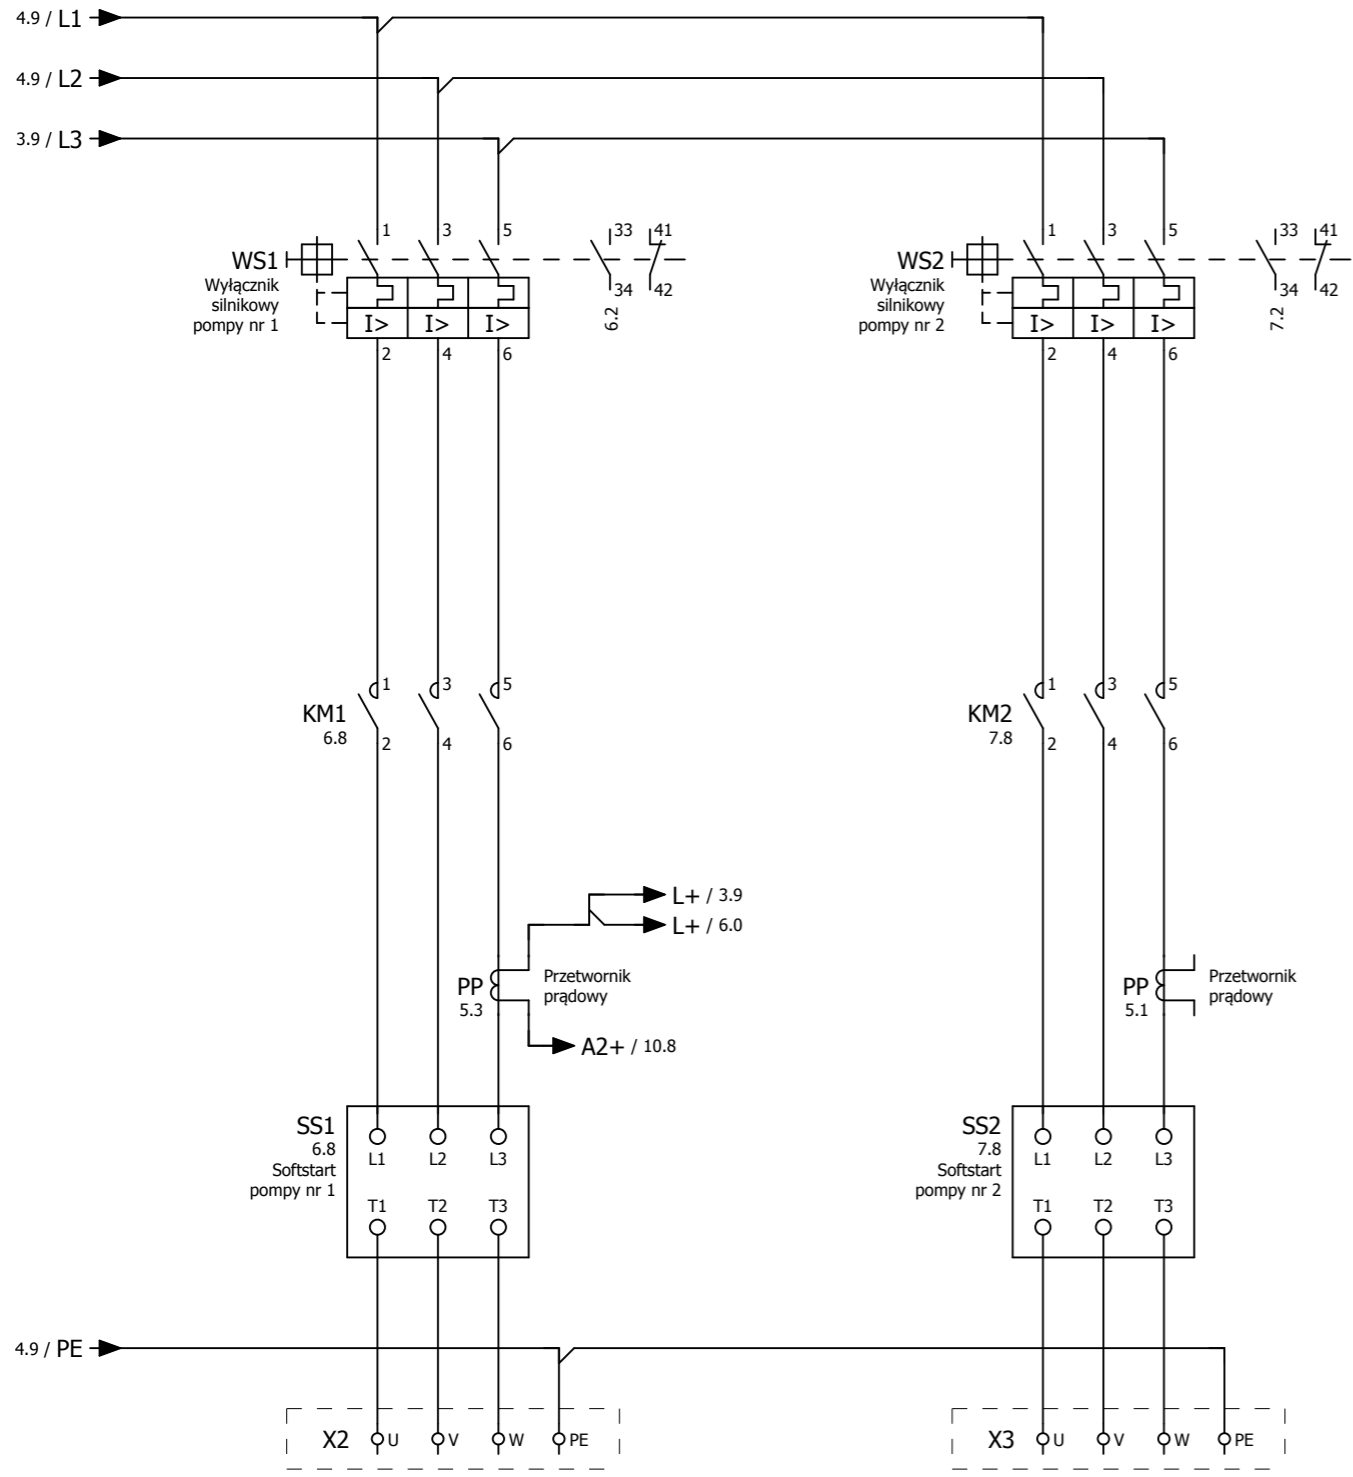 4.9 / L1
4.9 / L2
3.9 / L3
1 3 5 33 41
WS1
Wyłącznik
silnikowy
pompy nr 1
34 42
6.2
I> I> I>
2 4 6
1 3 5 33 41
WS2
Wyłącznik
silnikowy
pompy nr 2
34 42
7.2
I> I> I>
2 4 6
1 3 5
KM1
6.8
2 4 6
1 3 5
KM2
7.8
2 4 6
L+ / 3.9
L+ / 6.0
PP
5.3
Przetwornik
prądowy
A2+ / 10.8
PP
5.1
Przetwornik
prądowy
SS1
6.8
Softstart
pompy nr 1
L1 L2 L3
T1 T2 T3
SS2
7.8
Softstart
pompy nr 2
L1 L2 L3
T1 T2 T3
4.9 / PE
X2 U V W PE
X3 U V W PE